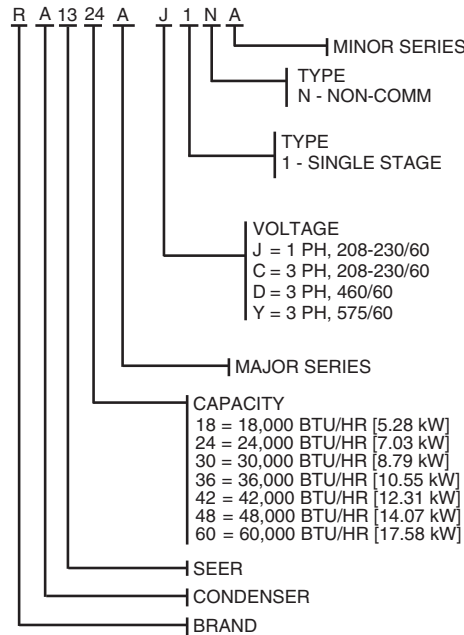 R A 13 24 A J 1 N A
MINOR SERIES
TYPE
N - NON-COMM
TYPE
1 - SINGLE STAGE
VOLTAGE
J = 1 PH, 208-230/60
C = 3 PH, 208-230/60
D = 3 PH, 460/60
Y = 3 PH, 575/60
MAJOR SERIES
CAPACITY
18 = 18,000 BTU/HR [5.28 kW]
24 = 24,000 BTU/HR [7.03 kW]
30 = 30,000 BTU/HR [8.79 kW]
36 = 36,000 BTU/HR [10.55 kW]
42 = 42,000 BTU/HR [12.31 kW]
48 = 48,000 BTU/HR [14.07 kW]
60 = 60,000 BTU/HR [17.58 kW]
SEER
CONDENSER
BRAND